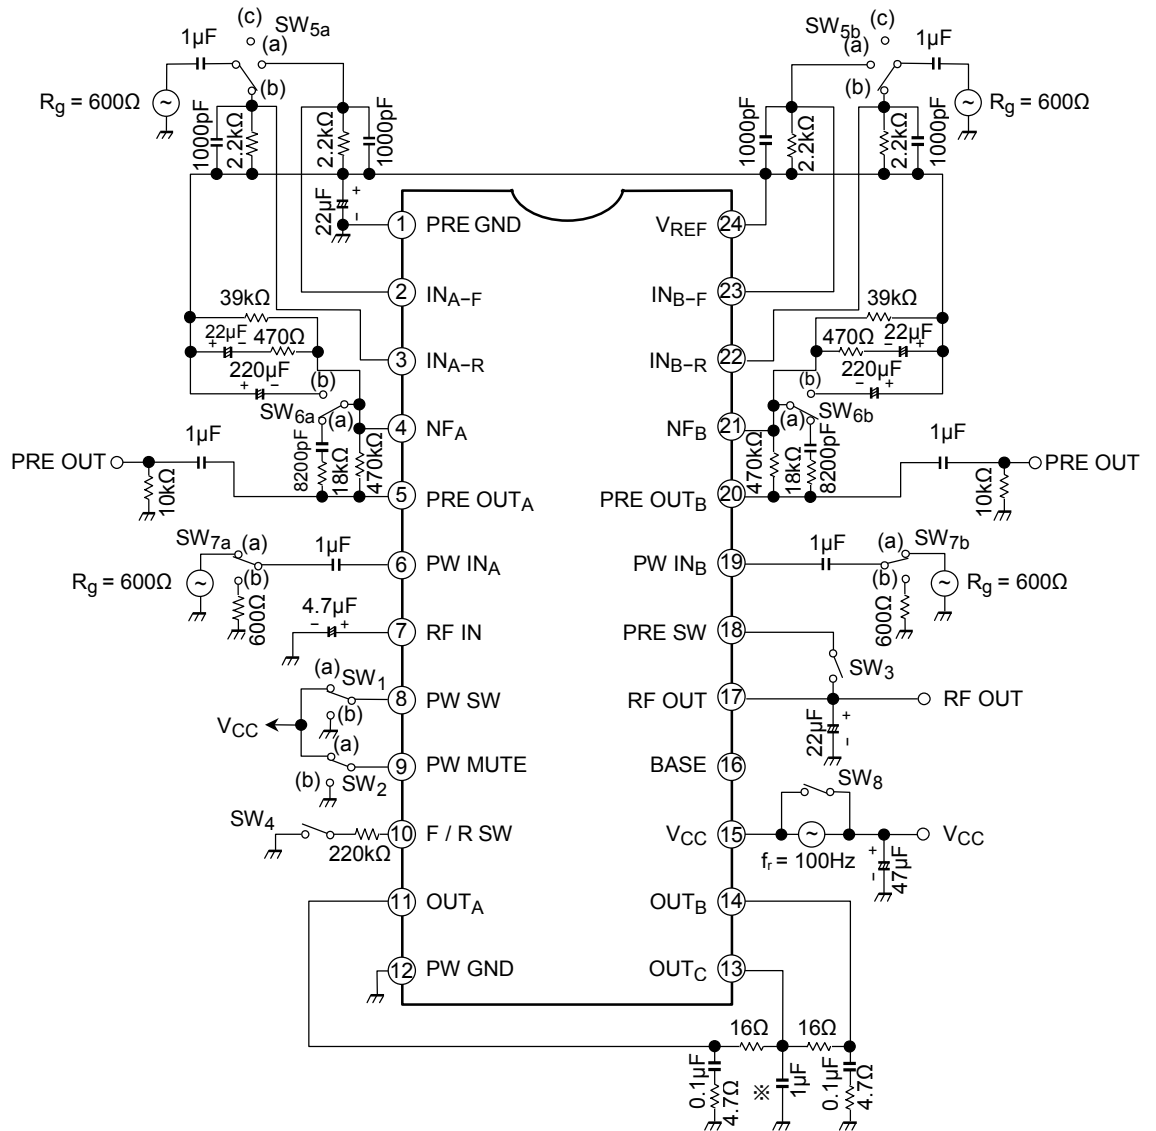 (c)
SW5a
(a)
1μF
(b)
Rg = 600Ω
1000pF
2.2kΩ
2.2kΩ
1000pF
22μF
+
-
(c)
SW5b
(a)
1μF
(b)
Rg = 600Ω
1000pF
2.2kΩ
2.2kΩ
1000pF
1 PRE GND
VREF 24
2 INA-F
INB-F 23
3 INA-R
INB-R 22
4 NFA
NFB 21
5 PRE OUTA
PRE OUTB 20
6 PW INA
PW INB 19
7 RF IN
PRE SW 18
8 PW SW
RF OUT 17
9 PW MUTE
BASE 16
10 F / R SW
VCC 15
11 OUTA
OUTB 14
12 PW GND
OUTC 13
39kΩ
22μF
+ −
470Ω
220μF
+ −
(b)
SW6a
(a)
8200pF
18kΩ
470kΩ
1μF
PRE OUT
10kΩ
39kΩ
470Ω
22μF
− +
220μF
− +
(b)
SW6b
(a)
470kΩ
18kΩ
8200pF
1μF
PRE OUT
10kΩ
SW7a
(a)
(b)
1μF
Rg = 600Ω
600Ω
1μF
SW7b
(a)
(b)
600Ω
Rg = 600Ω
4.7μF
− +
(a)
SW1
(b)
VCC
(a)
(b)
SW2
SW4
220kΩ
SW3
RF OUT
22μF
+
−
SW8
VCC
fr = 100Hz
+
−
47μF
16Ω
16Ω
0.1μF
4.7Ω
※
1μF
0.1μF
4.7Ω